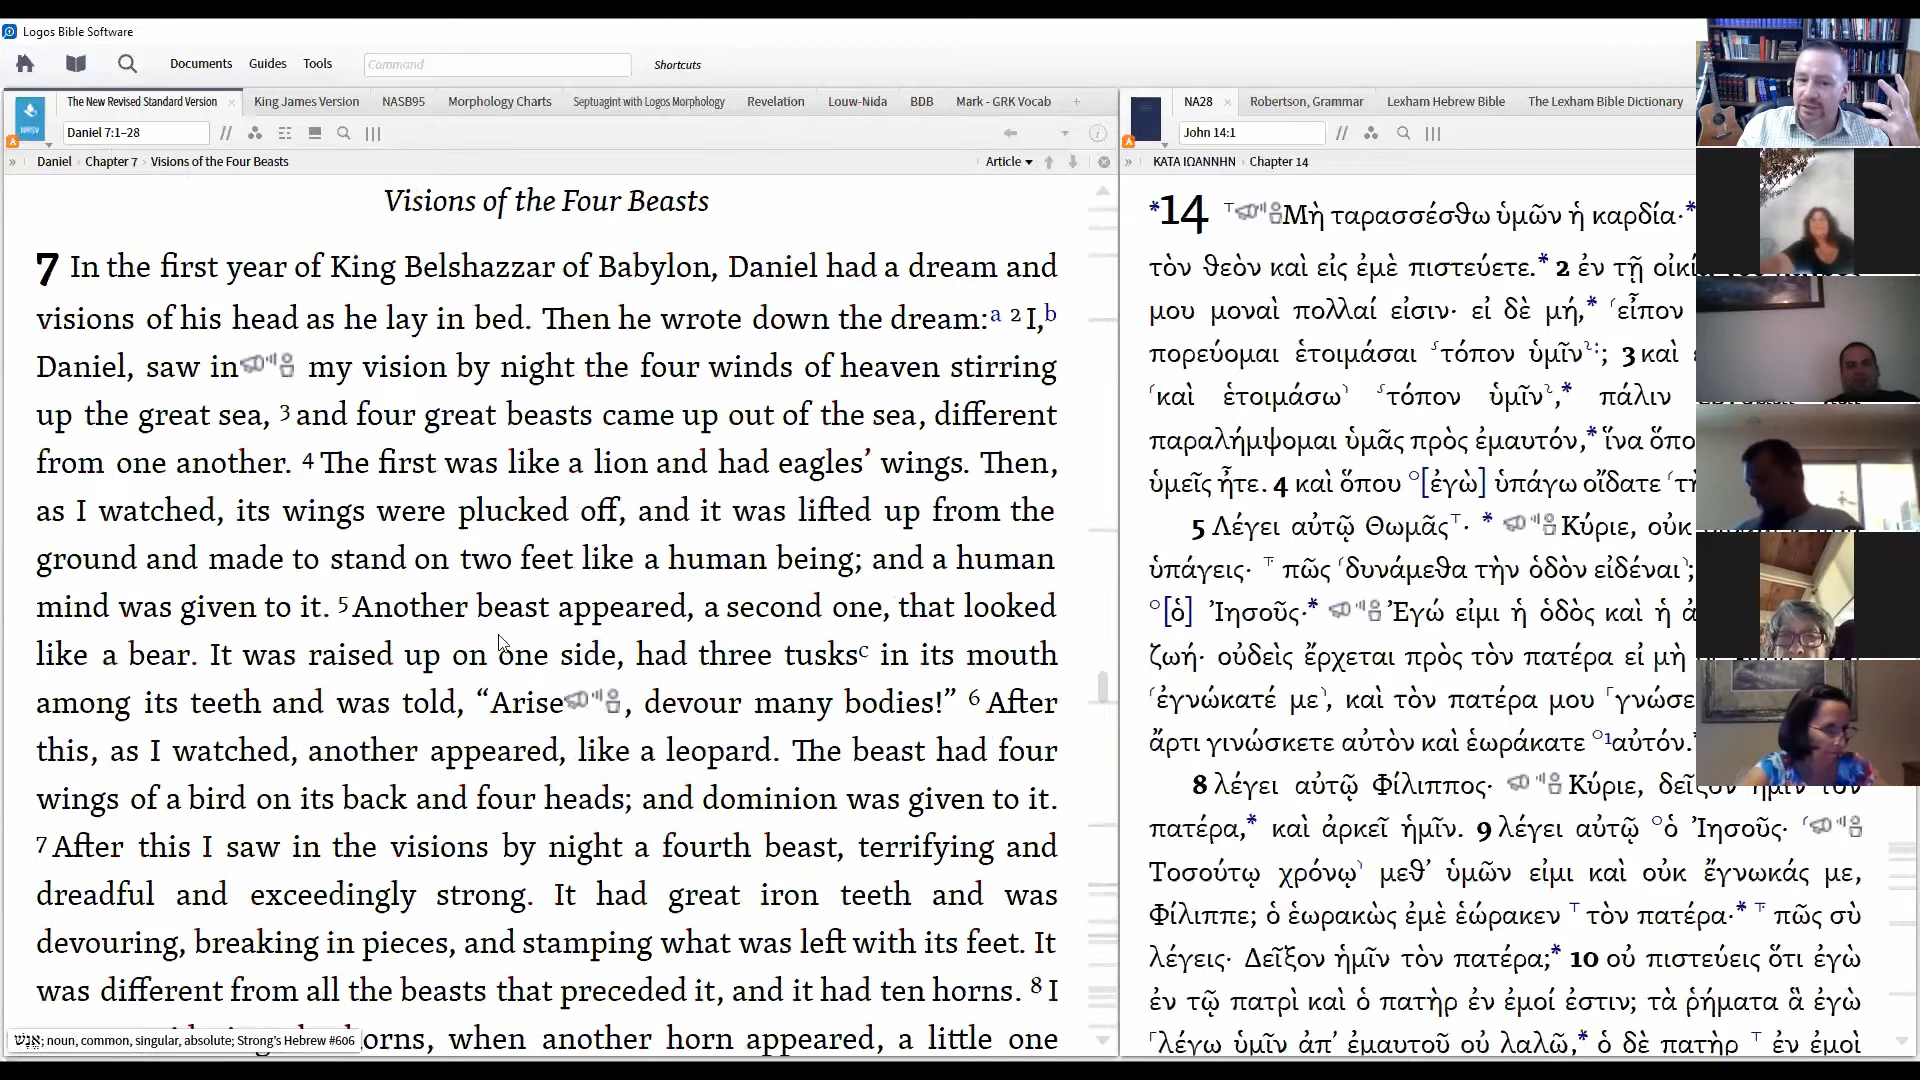 Logos Bible Software
Documents Guides Tools Command Shortcuts
The New Revised Standard Version King James Version NASB95 Morphology Charts Septuagint with Logos Morphology Revelation Louw-Nida BDB Mark - GRK Vocab
Daniel 7:1–28
Daniel › Chapter 7 › Visions of the Four Beasts
Article
Visions of the Four Beasts
7 In the first year of King Belshazzar of Babylon, Daniel had a dream and
visions of his head as he lay in bed. Then he wrote down the dream:a 2 I,b
Daniel, saw in my vision by night the four winds of heaven stirring
up the great sea, 3 and four great beasts came up out of the sea, different
from one another. 4 The first was like a lion and had eagles’ wings. Then,
as I watched, its wings were plucked off, and it was lifted up from the
ground and made to stand on two feet like a human being; and a human
mind was given to it. 5 Another beast appeared, a second one, that looked
like a bear. It was raised up on one side, had three tusksc in its mouth
among its teeth and was told, “Arise, devour many bodies!” 6 After
this, as I watched, another appeared, like a leopard. The beast had four
wings of a bird on its back and four heads; and dominion was given to it.
7 After this I saw in the visions by night a fourth beast, terrifying and
dreadful and exceedingly strong. It had great iron teeth and was
devouring, breaking in pieces, and stamping what was left with its feet. It
was different from all the beasts that preceded it, and it had ten horns. 8 I
horns, when another horn appeared, a little one
אֱנָשׁ; noun, common, singular, absolute; Strong’s Hebrew #606
NA28 Robertson, Grammar Lexham Hebrew Bible The Lexham Bible Dictionary
John 14:1
ΚΑΤΑ ΙΩΑΝΝΗΝ › Chapter 14
*14 ⸆Μὴ ταρασσέσθω ὑμῶν ἡ καρδία·*
τὸν θεὸν καὶ εἰς ἐμὲ πιστεύετε.* 2 ἐν τῇ οἰκίᾳ
μου μοναὶ πολλαί εἰσιν· εἰ δὲ μή,* ⸂εἶπον
πορεύομαι ἑτοιμάσαι ⸉τόπον ὑμῖν⸊; 3 καὶ
⸂καὶ ἑτοιμάσω⸃ ⸉τόπον ὑμῖν⸊,* πάλιν
παραλήμψομαι ὑμᾶς πρὸς ἐμαυτόν,* ἵνα
ὑμεῖς ἦτε. 4 καὶ ὅπου ⸰[ἐγὼ] ὑπάγω οἴδατε
5 Λέγει αὐτῷ Θωμᾶς⸆· * Κύριε, οὐκ
ὑπάγεις· ⸆ πῶς ⸂δυνάμεθα τὴν ὁδὸν εἰδέναι⸃;
⸰[ὁ] Ἰησοῦς·* Ἐγώ εἰμι ἡ ὁδὸς καὶ ἡ
ζωή· οὐδεὶς ἔρχεται πρὸς τὸν πατέρα εἰ μὴ
⸂ἐγνώκατέ με⸃, καὶ τὸν πατέρα μου
ἄρτι γινώσκετε αὐτὸν καὶ ἑωράκατε ⸰1αὐτόν.
8 λέγει αὐτῷ Φίλιππος· Κύριε, δεῖξον ἡμῖν τὸν
πατέρα,* καὶ ἀρκεῖ ἡμῖν. 9 λέγει αὐτῷ ⸰ὁ Ἰησοῦς· ⸂
Τοσούτῳ χρόνῳ⸃ μεθ’ ὑμῶν εἰμι καὶ οὐκ ἔγνωκάς με,
Φίλιππε; ὁ ἑωρακὼς ἐμὲ ἑώρακεν ⸆ τὸν πατέρα·* ⸆ πῶς σὺ
λέγεις· Δεῖξον ἡμῖν τὸν πατέρα;* 10 οὐ πιστεύεις ὅτι ἐγὼ
ἐν τῷ πατρὶ καὶ ὁ πατὴρ ἐν ἐμοί ἐστιν; τὰ ῥήματα ἃ ἐγὼ
⸀λέγω ὑμῖν ἀπ’ ἐμαυτοῦ οὐ λαλῶ,* ὁ δὲ πατὴρ ⸆ ἐν ἐμοὶ